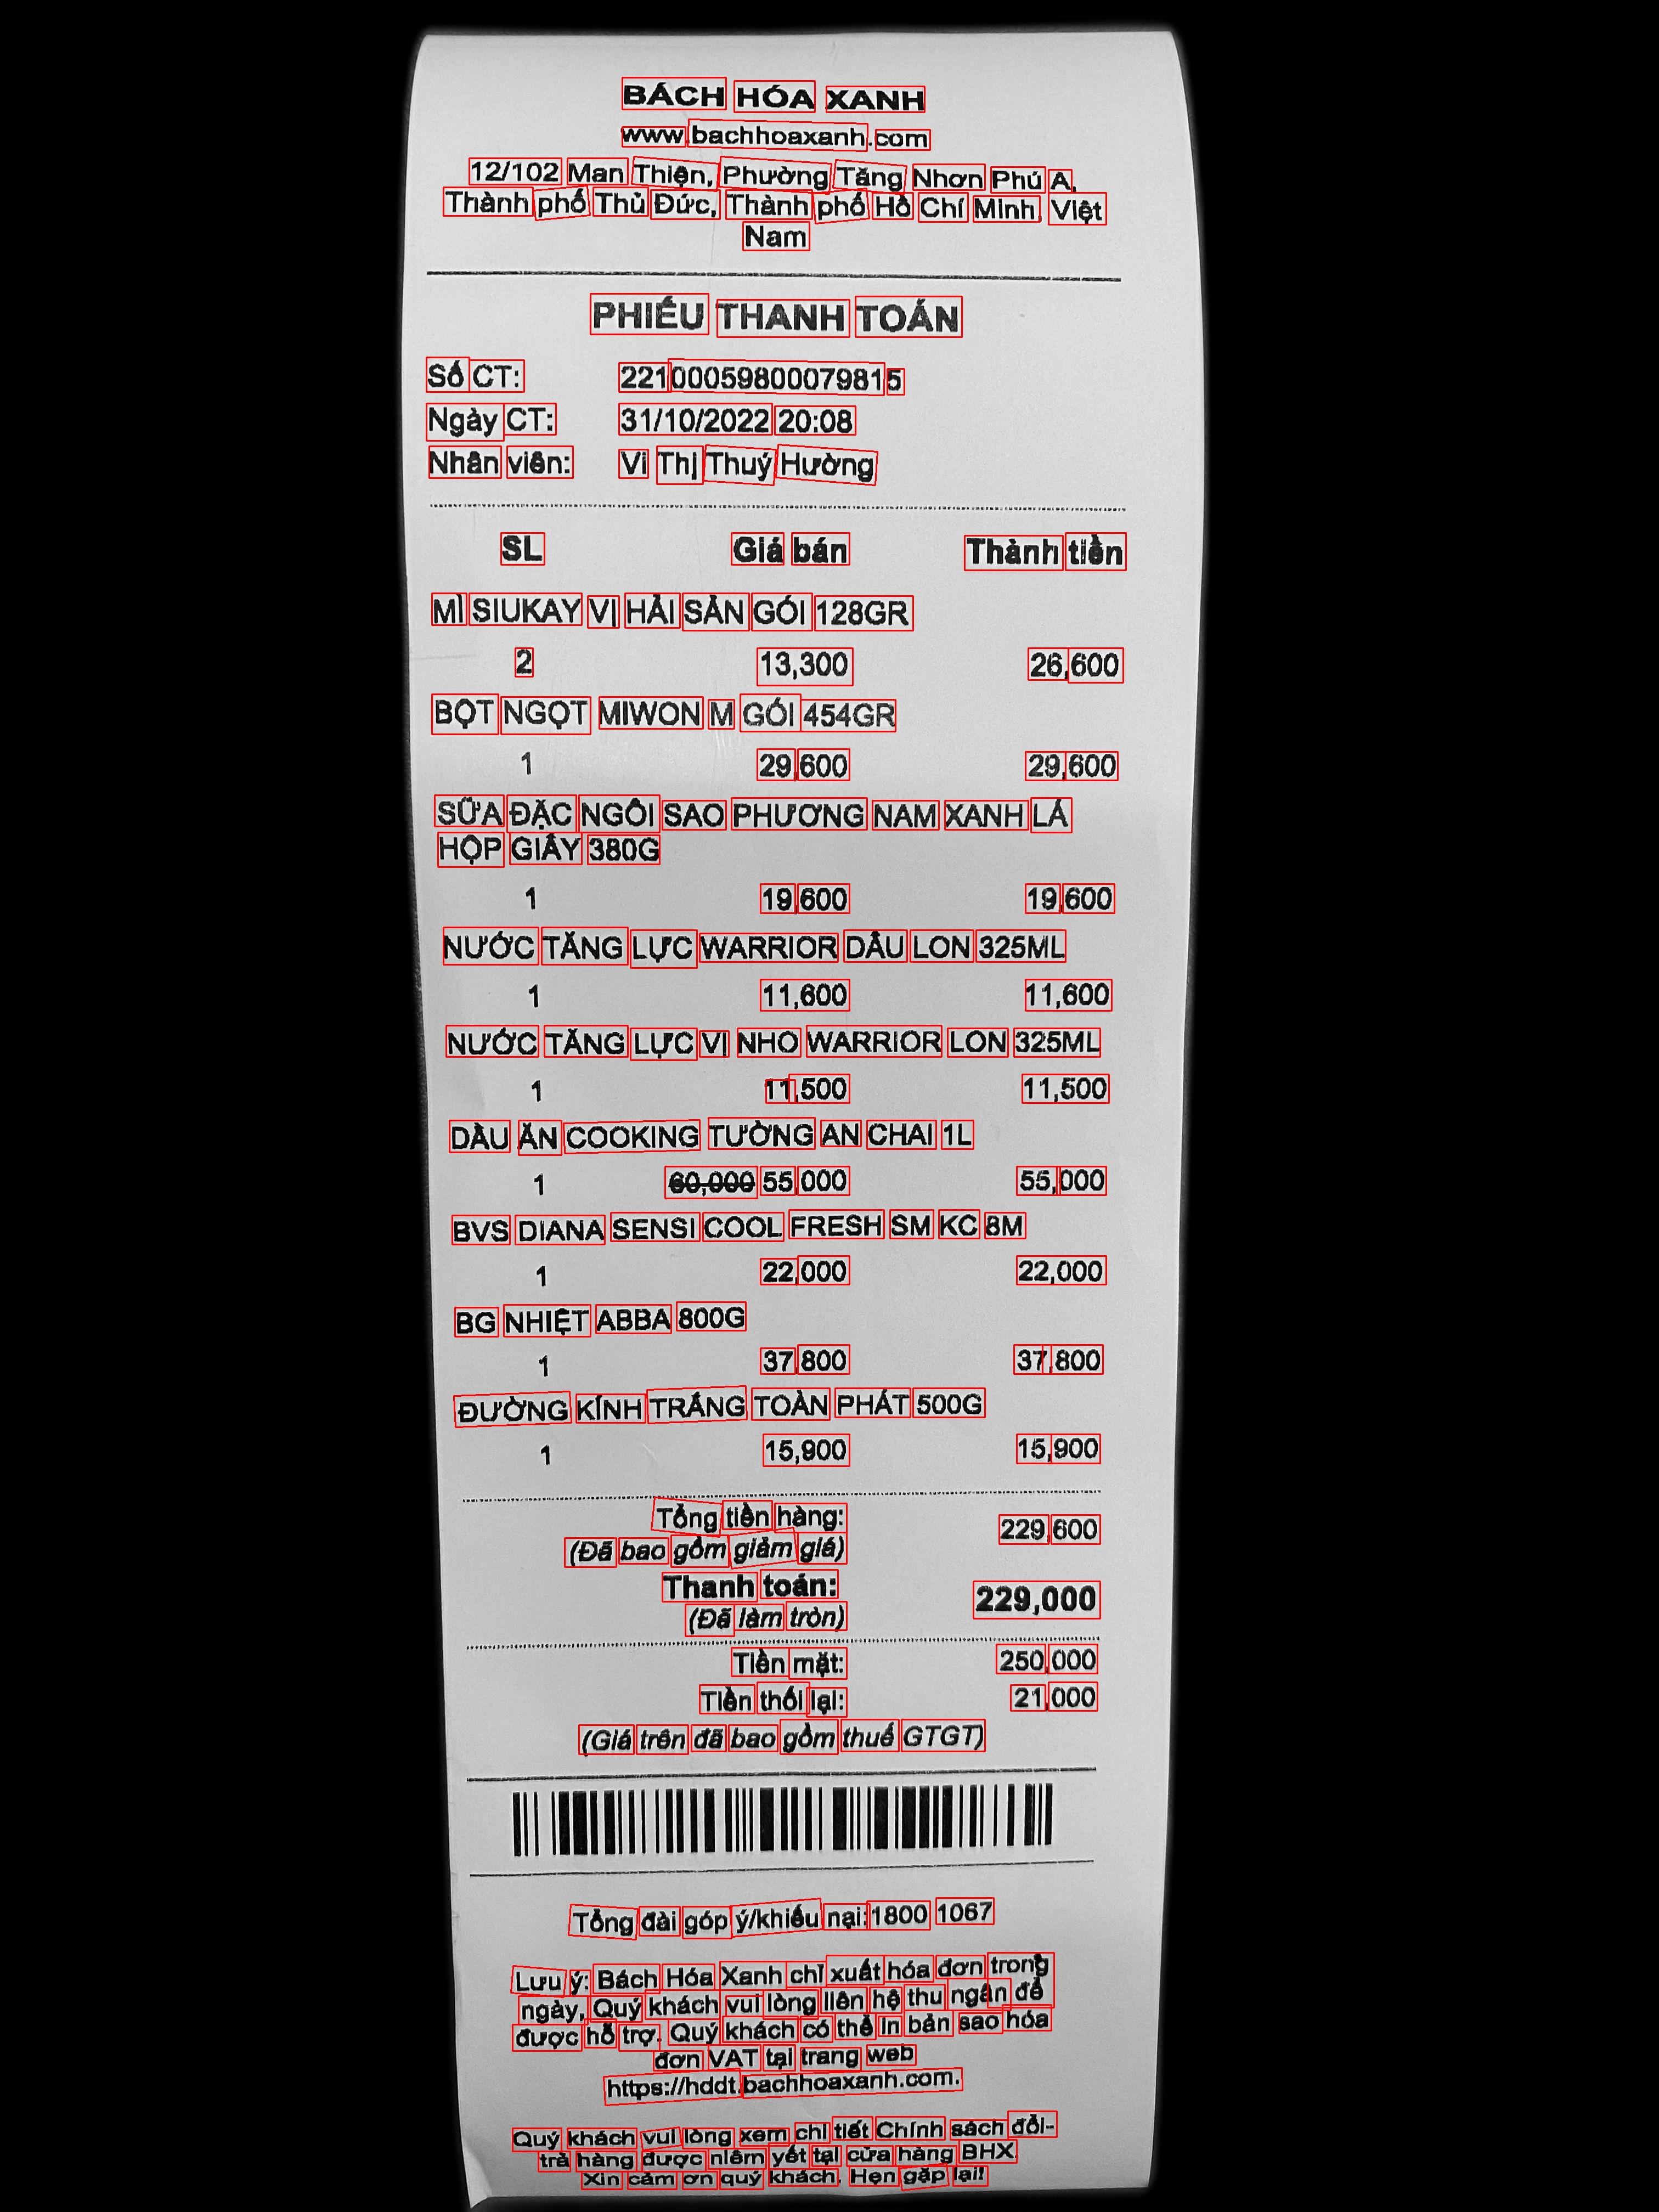 BÁCH HÓA XANH
www.bachhoaxanh.com
12/102 Man Thiện, Phường Tăng Nhơn Phú A,
Thành phố Thủ Đức, Thành phố Hồ Chí Minh, Việt
Nam
PHIẾU THANH TOÁN
Số CT: 22100059800079815
Ngày CT: 31/10/2022 20:08
Nhân viên: Vi Thị Thuý Hường
SL Giá bán Thành tiền
MÌ SIUKAY VỊ HẢI SẢN GÓI 128GR
2 13,300 26,600
BỘT NGỌT MIWON M GÓI 454GR
1 29,600 29,600
SỮA ĐẶC NGÔI SAO PHƯƠNG NAM XANH LÁ
HỘP GIẤY 380G
1 19,600 19,600
NƯỚC TĂNG LỰC WARRIOR DÂU LON 325ML
1 11,600 11,600
NƯỚC TĂNG LỰC VỊ NHO WARRIOR LON 325ML
1 11,500 11,500
DẦU ĂN COOKING TƯỜNG AN CHAI 1L
1 60,000 55,000 55,000
BVS DIANA SENSI COOL FRESH SM KC 8M
1 22,000 22,000
BG NHIỆT ABBA 800G
1 37,800 37,800
ĐƯỜNG KÍNH TRẮNG TOÀN PHÁT 500G
1 15,900 15,900
Tổng tiền hàng: 229,600
(Đã bao gồm giảm giá)
Thanh toán: 229,000
(Đã làm tròn)
Tiền mặt: 250,000
Tiền thối lại: 21,000
(Giá trên đã bao gồm thuế GTGT)
Tổng đài góp ý/khiếu nại: 1800 1067
Lưu ý: Bách Hóa Xanh chỉ xuất hóa đơn trong
ngày, Quý khách vui lòng liên hệ thu ngân để
được hỗ trợ. Quý khách có thể in bản sao hóa
đơn VAT tại trang web
https://hddt.bachhoaxanh.com.
Quý khách vui lòng xem chi tiết Chính sách đổi-
trả hàng được niêm yết tại cửa hàng BHX.
Xin cảm ơn quý khách. Hẹn gặp lại!